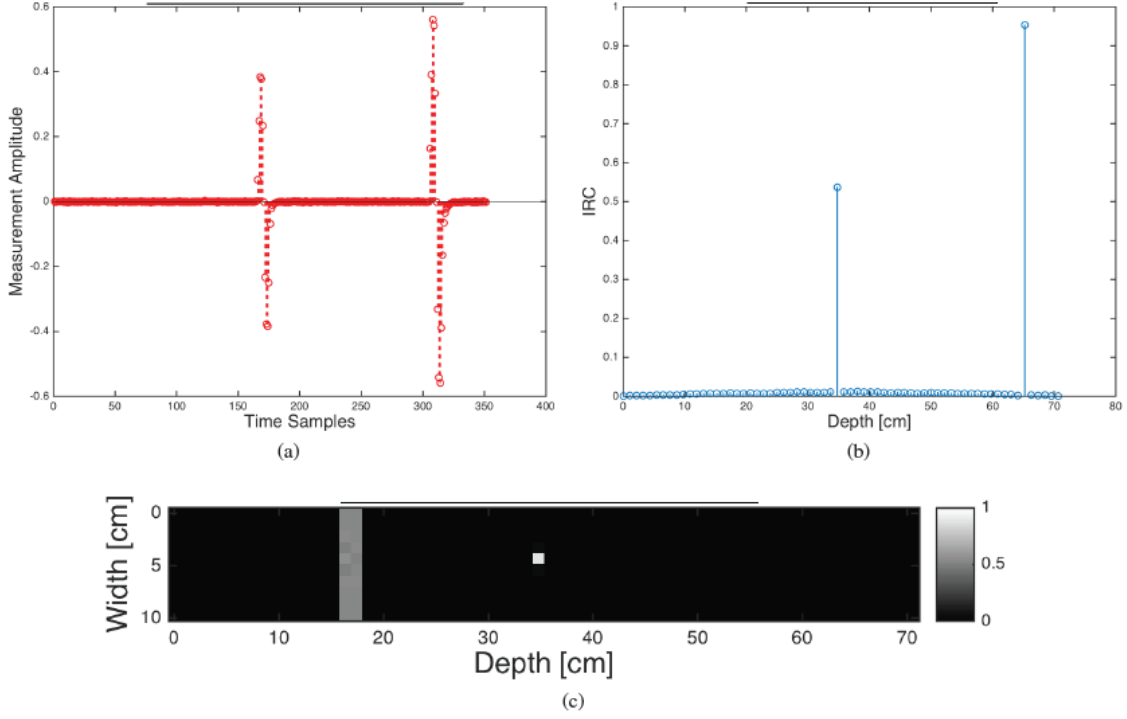 0.6
0.4
0.2
0
-0.2
-0.4
-0.6
Measurement Amplitude
0 50 100 150 200 250 300 350 400
Time Samples
(a)
1
0.9
0.8
0.7
0.6
0.5
0.4
0.3
0.2
0.1
0
IRC
0 10 20 30 40 50 60 70 80
Depth [cm]
(b)
Width [cm]
0
5
10
0 10 20 30 40 50 60 70
Depth [cm]
1
0.5
0
(c)